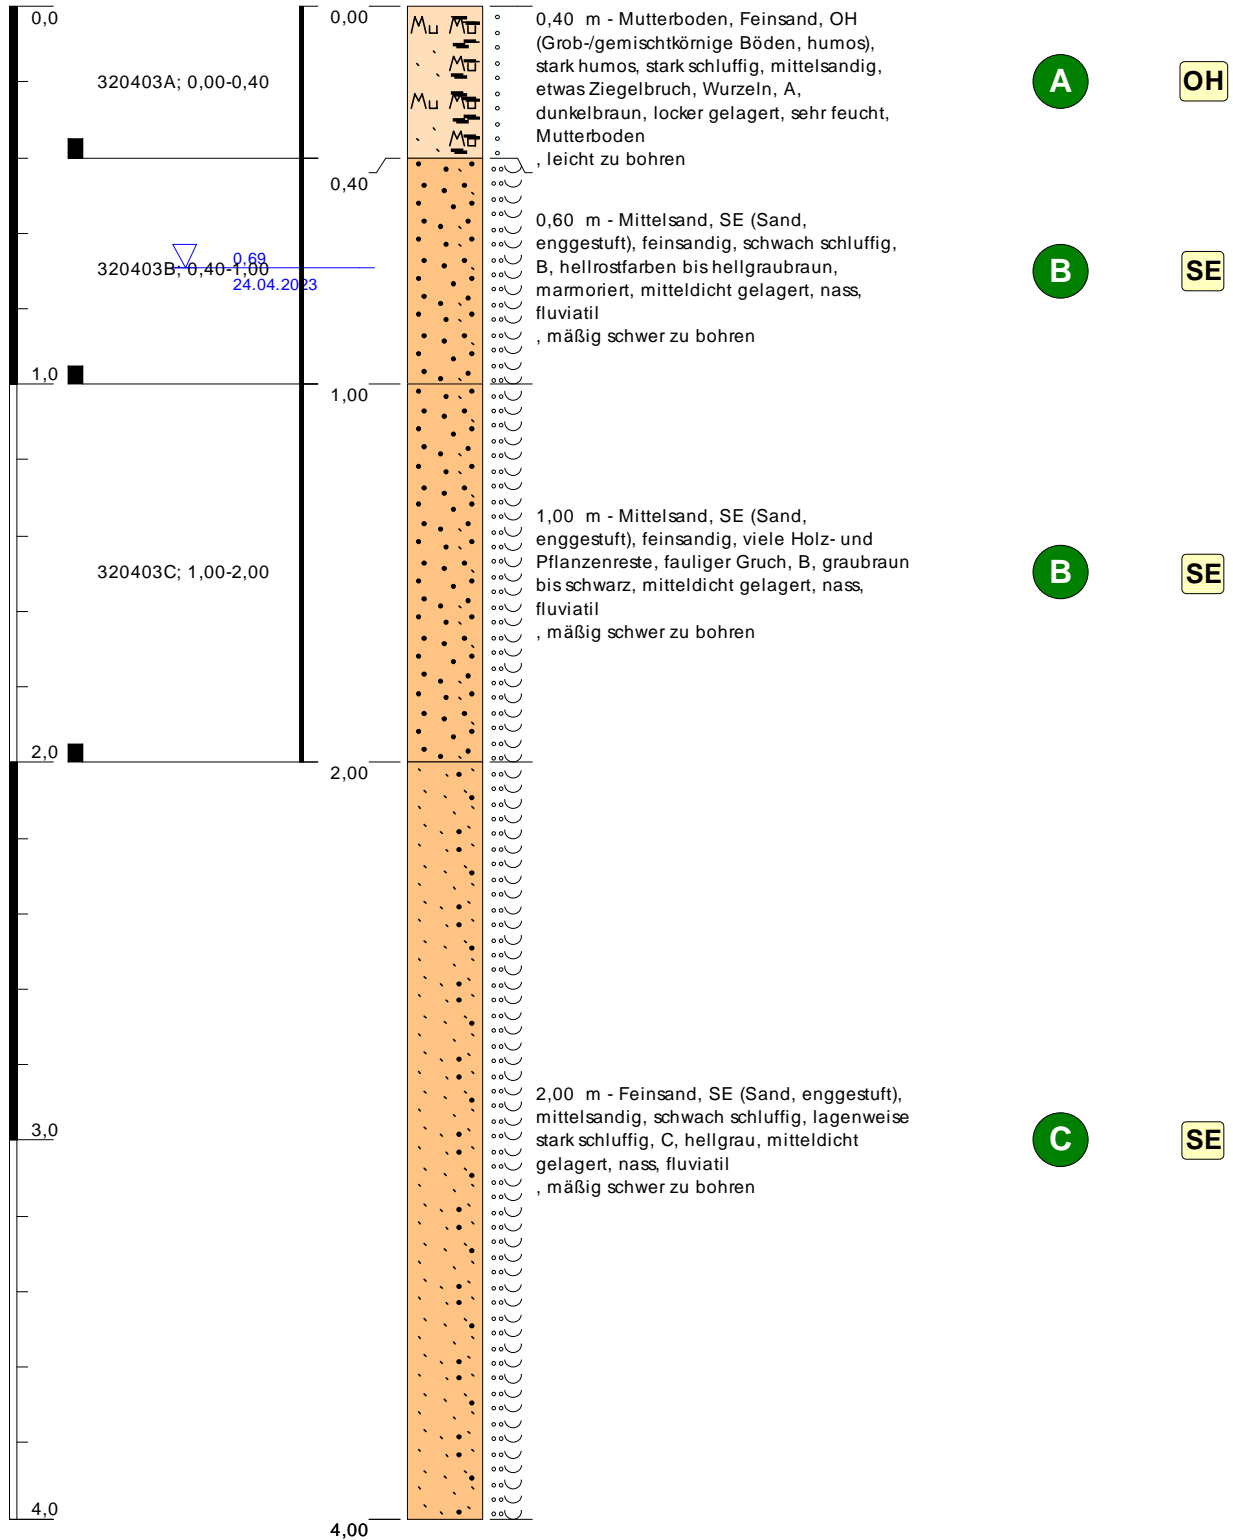 0,0
0,00
320403A; 0,00-0,40
0,40 m - Mutterboden, Feinsand, OH
(Grob-/gemischtkörnige Böden, humos),
stark humos, stark schluffig, mittelsandig,
etwas Ziegelbruch, Wurzeln, A,
dunkelbraun, locker gelagert, sehr feucht,
Mutterboden
, leicht zu bohren
Mu Mu
Mu
Mu Mu
Mu
A
OH
0,40
320403B; 0,40-1,00
0,69
24.04.2023
0,60 m - Mittelsand, SE (Sand,
enggestuft), feinsandig, schwach schluffig,
B, hellrostfarben bis hellgraubraun,
marmoriert, mitteldicht gelagert, nass,
fluviatil
, mäßig schwer zu bohren
B
SE
1,0
1,00
320403C; 1,00-2,00
1,00 m - Mittelsand, SE (Sand,
enggestuft), feinsandig, viele Holz- und
Pflanzenreste, fauliger Gruch, B, graubraun
bis schwarz, mitteldicht gelagert, nass,
fluviatil
, mäßig schwer zu bohren
B
SE
2,0
2,00
2,00 m - Feinsand, SE (Sand, enggestuft),
mittelsandig, schwach schluffig, lagenweise
stark schluffig, C, hellgrau, mitteldicht
gelagert, nass, fluviatil
, mäßig schwer zu bohren
C
SE
3,0
4,0
4,00